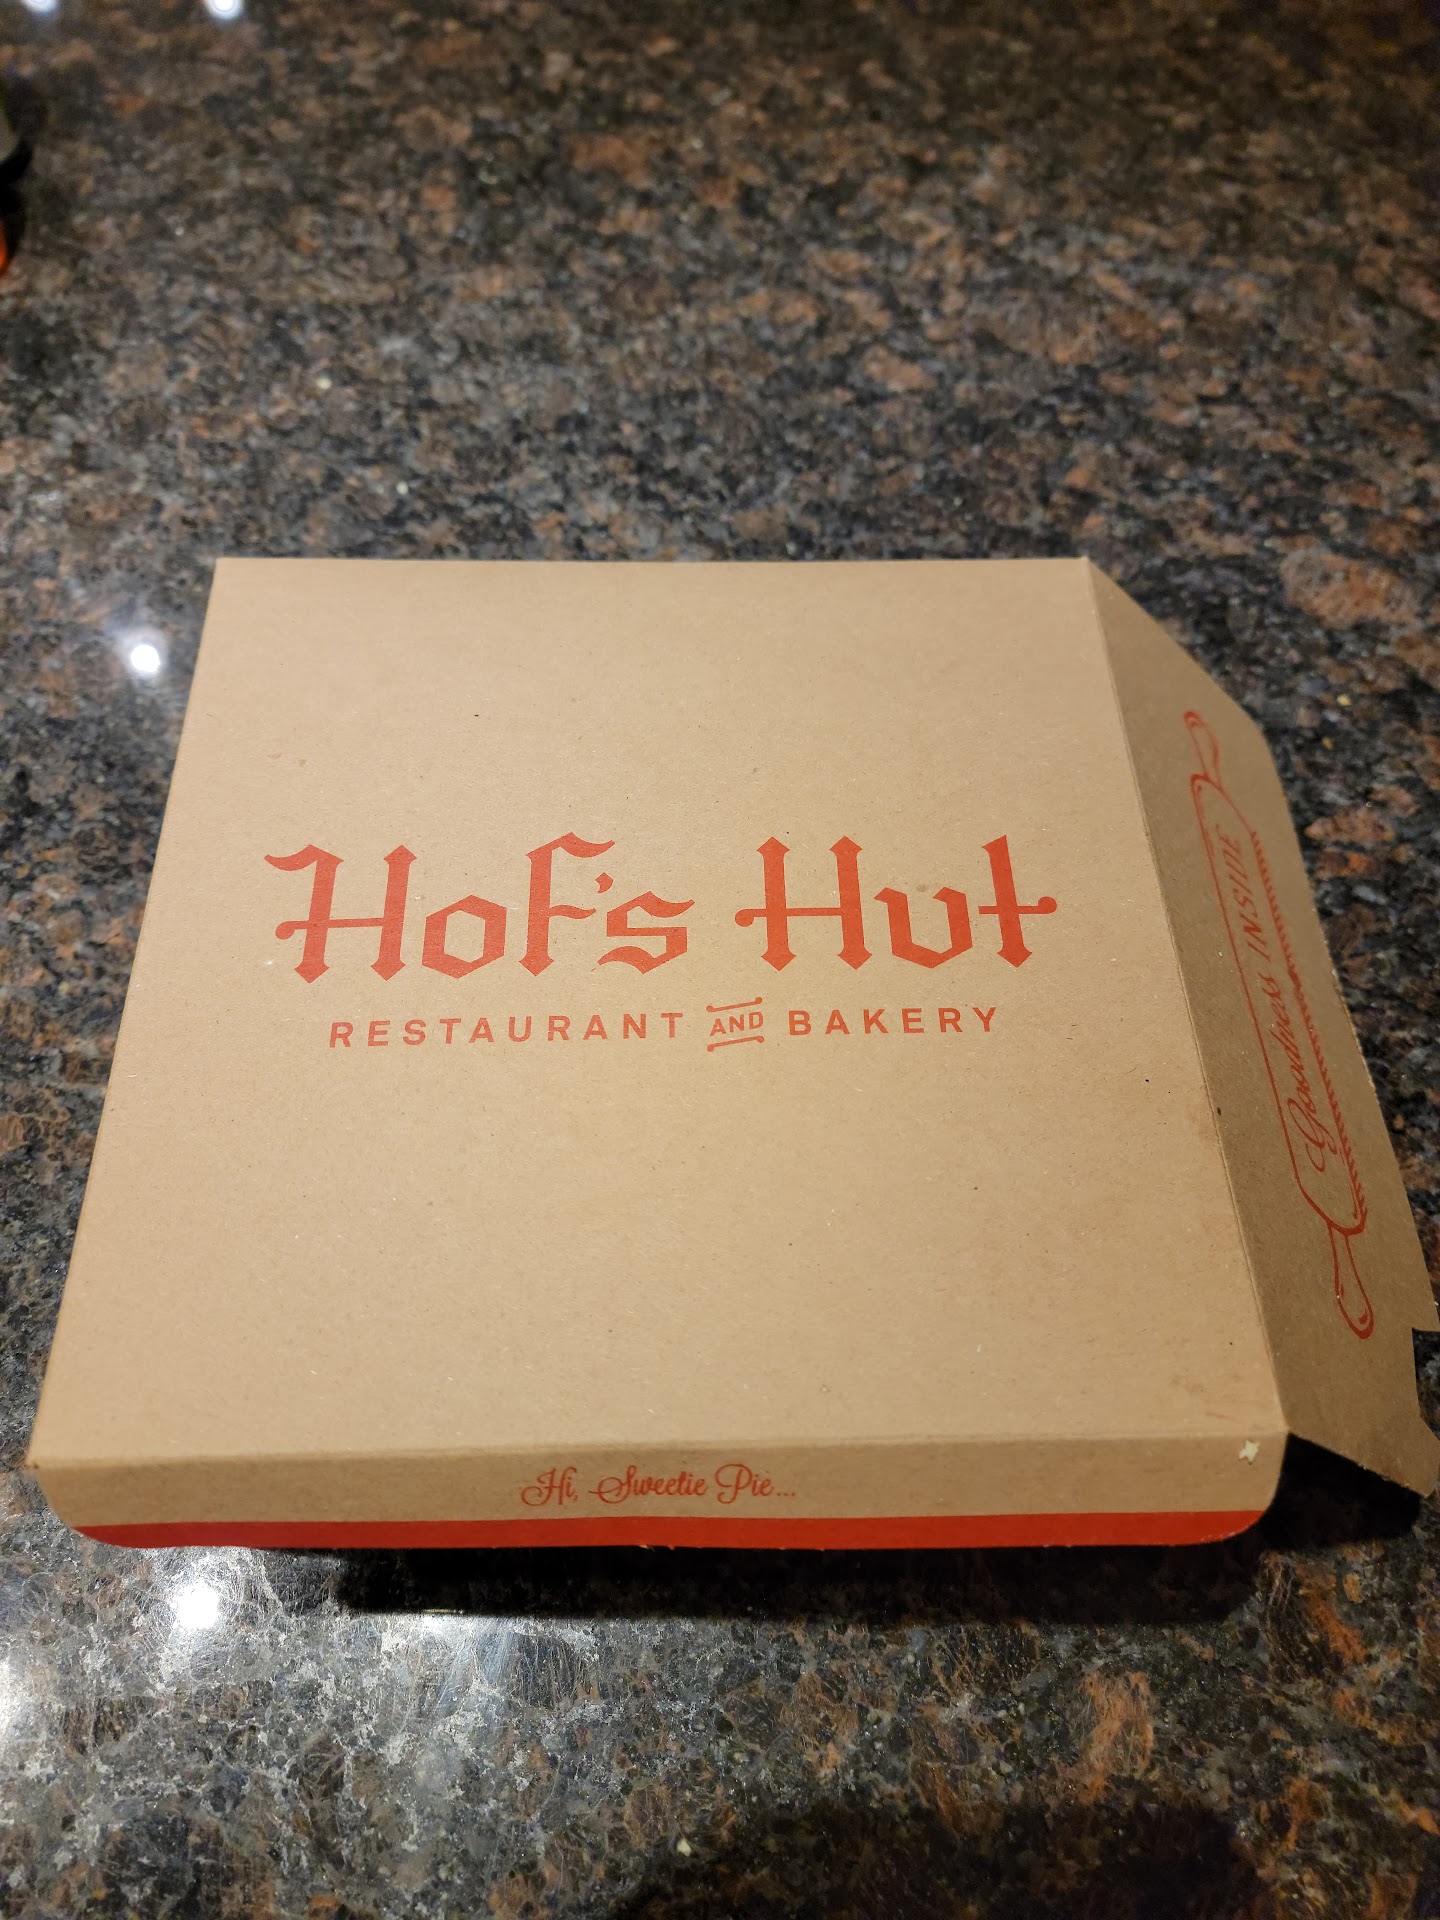 Hof's Hut
RESTAURANT AND BAKERY
Hi, Sweetie Pie...
Goodness INSIDE